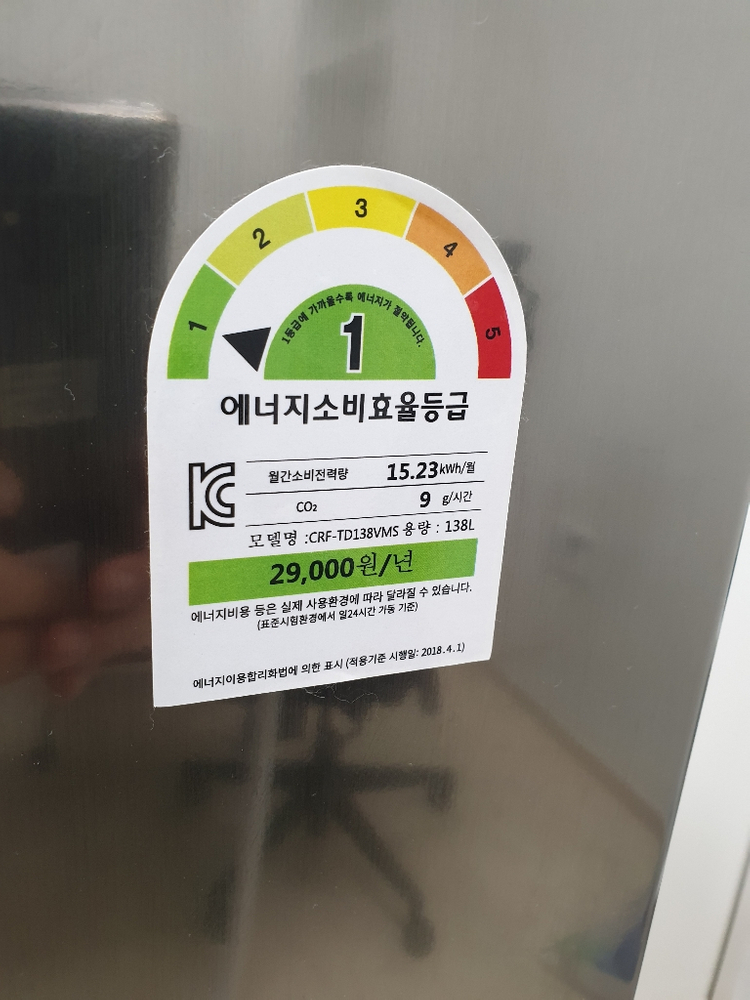 1
2
3
4
5
1등급에 가까울수록 에너지가 절약됩니다.
1
에너지소비효율등급
KC
월간소비전력량 15.23kWh/월
CO₂ 9 g/시간
모델명 :CRF-TD138VMS 용량 : 138L
29,000원/년
에너지비용 등은 실제 사용환경에 따라 달라질 수 있습니다.
(표준시험환경에서 일24시간 가동 기준)
에너지이용합리화법에 의한 표시 (적용기준 시행일: 2018.4.1)